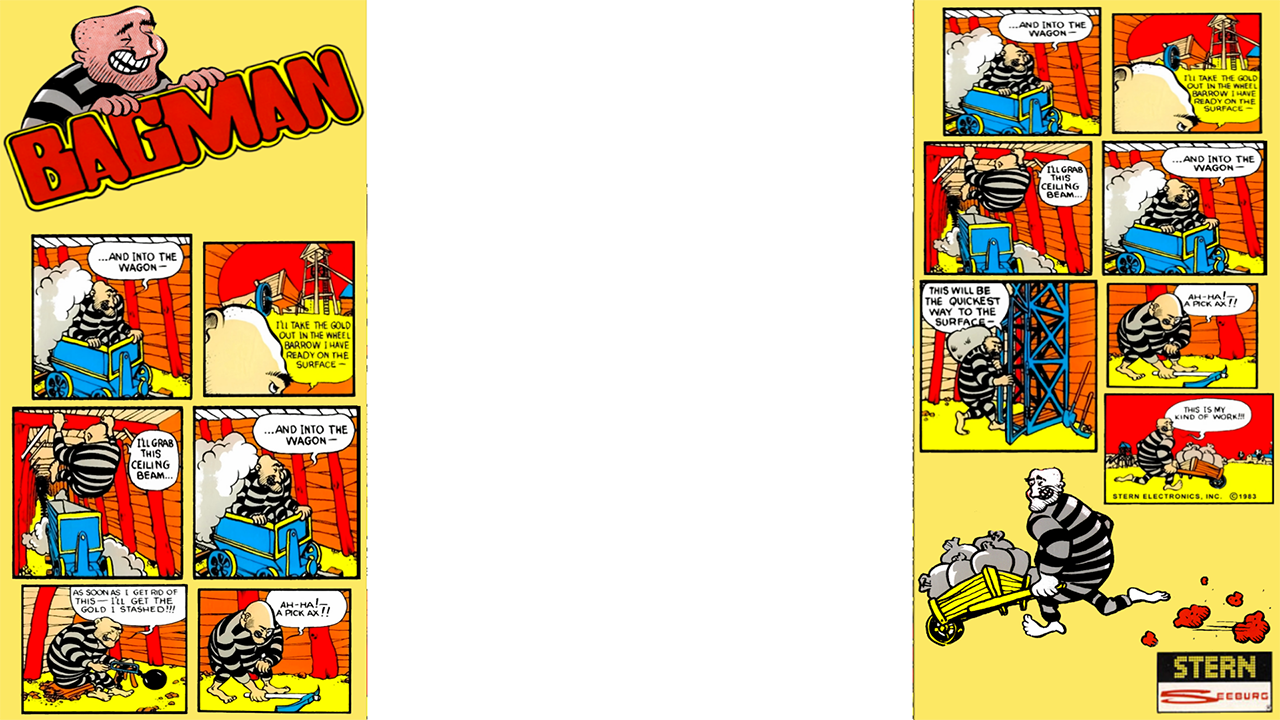 BAGMAN
...AND INTO THE
WAGON—
I'll TAKE THE GOLD
OUT IN THE WHEEL
BARROW I HAVE
READY ON THE
SURFACE—
I'LL GRAB
THIS
CEILING
BEAM...
...AND INTO THE
WAGON—
AS SOON AS I GET RID OF
THIS— I'LL GET THE
GOLD I STASHED!!!
AH-HA!—
A PICK AX!!
...AND INTO THE
WAGON—
I'll TAKE THE GOLD
OUT IN THE WHEEL
BARROW I HAVE
READY ON THE
SURFACE—
I'LL GRAB
THIS
CEILING
BEAM...
...AND INTO THE
WAGON—
THIS WILL BE
THE QUICKEST
WAY TO THE
SURFACE—
AH-HA!—
A PICK AX!!
THIS IS MY
KIND OF WORK!!!
STERN ELECTRONICS, INC. ©1983
STERN
SEEBURG